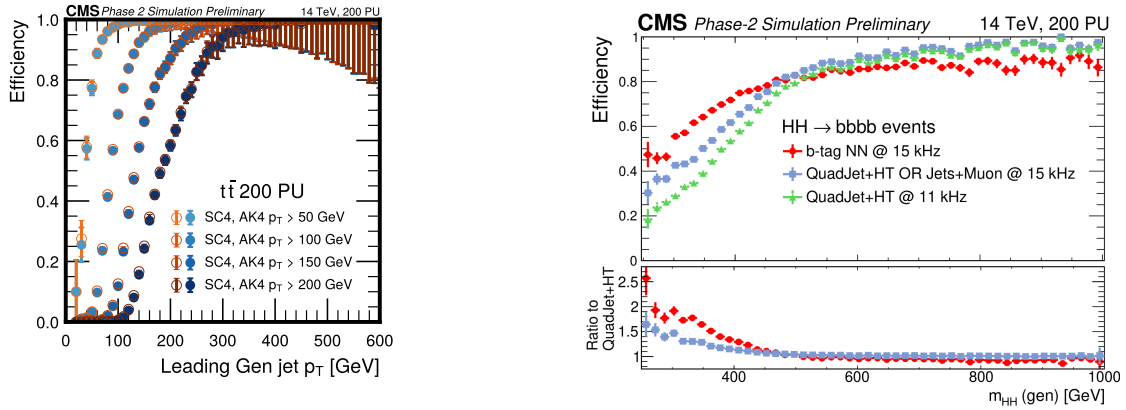 CMS Phase-2 Simulation Preliminary 14 TeV, 200 PU
Efficiency
1.0
0.8
0.6
0.4
0.2
0.0
tt̄ 200 PU
SC4, AK4 pT > 50 GeV
SC4, AK4 pT > 100 GeV
SC4, AK4 pT > 150 GeV
SC4, AK4 pT > 200 GeV
0 100 200 300 400 500 600
Leading Gen jet pT [GeV]
CMS Phase-2 Simulation Preliminary 14 TeV, 200 PU
Efficiency
1
0.8
0.6
0.4
0.2
0
HH → bbbb events
b-tag NN @ 15 kHz
QuadJet+HT OR Jets+Muon @ 15 kHz
QuadJet+HT @ 11 kHz
Ratio to
QuadJet+HT
2.5
2
1.5
1
400 600 800 1000
mHH (gen) [GeV]